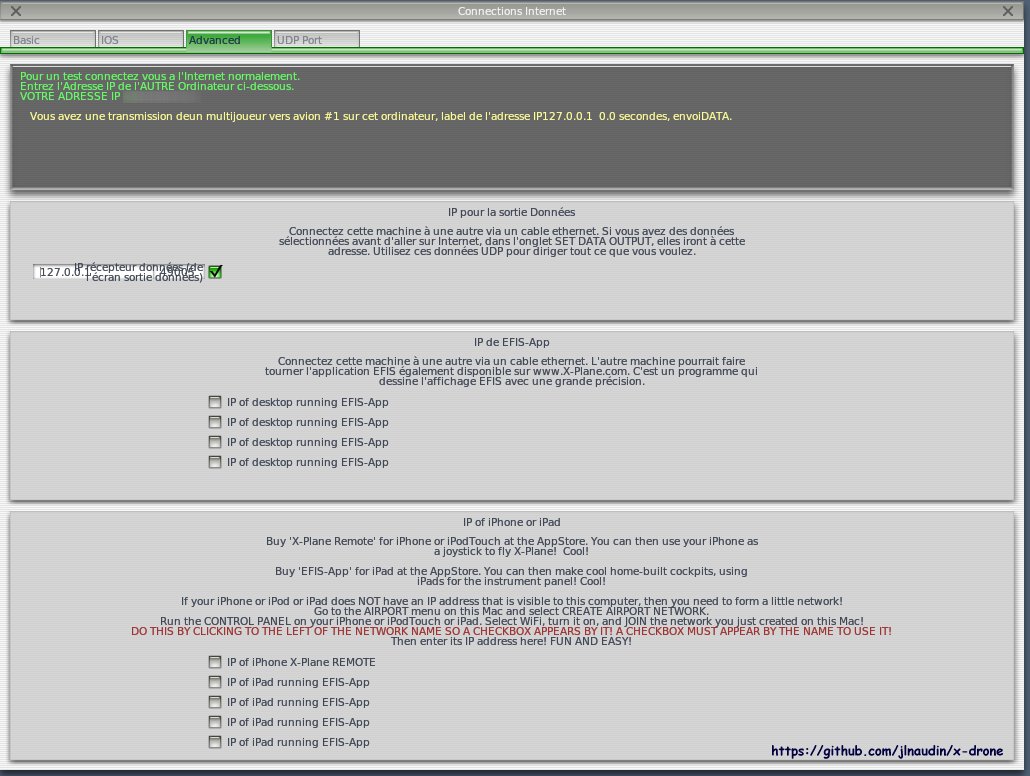 Connections Internet
Basic
IOS
Advanced
UDP Port
Pour un test connectez vous a l'Internet normalement.
Entrez l'Adresse IP de l'AUTRE Ordinateur ci-dessous.
VOTRE ADRESSE IP
Vous avez une transmission deun multijoueur vers avion #1 sur cet ordinateur, label de l'adresse IP127.0.0.1  0.0 secondes, envoiDATA.
IP pour la sortie Données
Connectez cette machine à une autre via un cable ethernet. Si vous avez des données
sélectionnées avant d'aller sur Internet, dans l'onglet SET DATA OUTPUT, elles iront à cette
adresse. Utilisez ces données UDP pour diriger tout ce que vous voulez.
127.0.0.1
49005
IP récepteur données (de
l'écran sortie données)
IP de EFIS-App
Connectez cette machine à une autre via un cable ethernet. L'autre machine pourrait faire
tourner l'application EFIS également disponible sur www.X-Plane.com. C'est un programme qui
dessine l'affichage EFIS avec une grande précision.
IP of desktop running EFIS-App
IP of desktop running EFIS-App
IP of desktop running EFIS-App
IP of desktop running EFIS-App
IP of iPhone or iPad
Buy 'X-Plane Remote' for iPhone or iPodTouch at the AppStore. You can then use your iPhone as
a joystick to fly X-Plane!  Cool!
Buy 'EFIS-App' for iPad at the AppStore. You can then make cool home-built cockpits, using
iPads for the instrument panel! Cool!
If your iPhone or iPod or iPad does NOT have an IP address that is visible to this computer, then you need to form a little network!
Go to the AIRPORT menu on this Mac and select CREATE AIRPORT NETWORK.
Run the CONTROL PANEL on your iPhone or iPodTouch or iPad. Select WiFi, turn it on, and JOIN the network you just created on this Mac!
DO THIS BY CLICKING TO THE LEFT OF THE NETWORK NAME SO A CHECKBOX APPEARS BY IT! A CHECKBOX MUST APPEAR BY THE NAME TO USE IT!
Then enter its IP address here! FUN AND EASY!
IP of iPhone X-Plane REMOTE
IP of iPad running EFIS-App
IP of iPad running EFIS-App
IP of iPad running EFIS-App
IP of iPad running EFIS-App
https://github.com/jlnaudin/x-drone